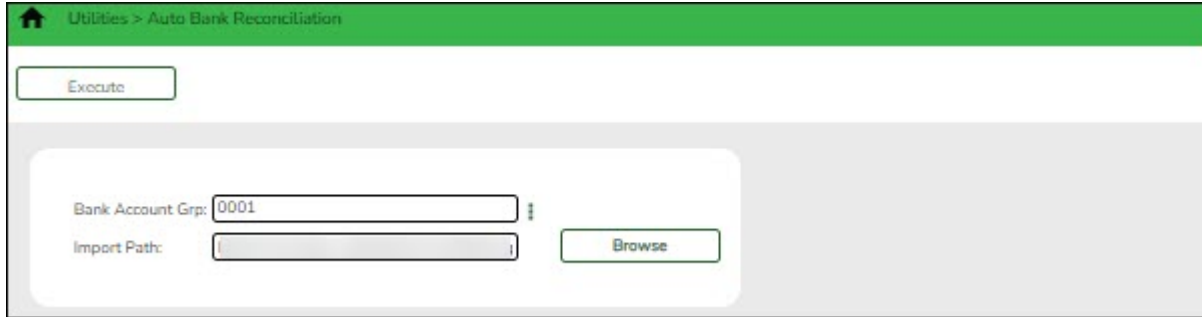 Utilities > Auto Bank Reconciliation
Execute
Bank Account Grp: 0001
Import Path:
Browse